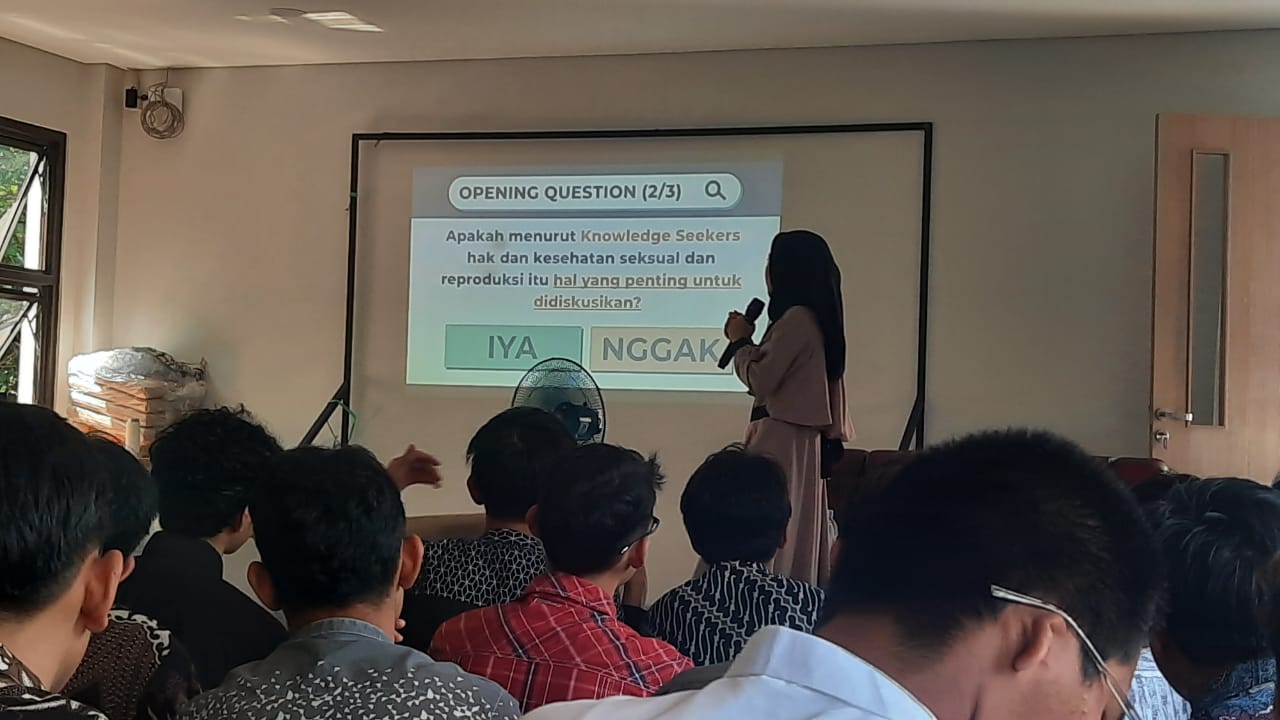 OPENING QUESTION (2/3)
Apakah menurut Knowledge Seekers
hak dan kesehatan seksual dan
reproduksi itu hal yang penting untuk
didiskusikan?
IYA
NGGAK